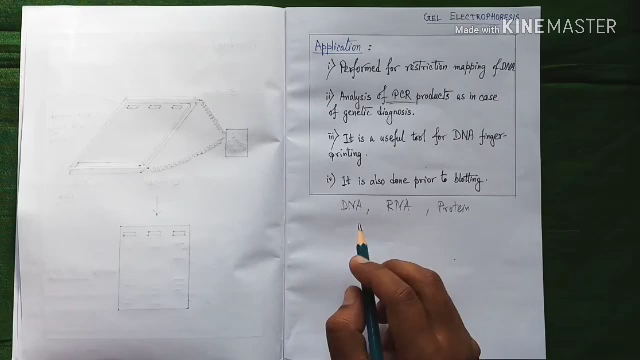 GEL ELECTROPHORESIS
Made with KINEMASTER
Application :
i) Performed for restriction mapping of DNA
ii) Analysis of PCR products as in case
of genetic diagnosis.
iii) It is a useful tool for DNA finger-
printing.
iv) It is also done prior to blotting.
DNA, RNA, Protein